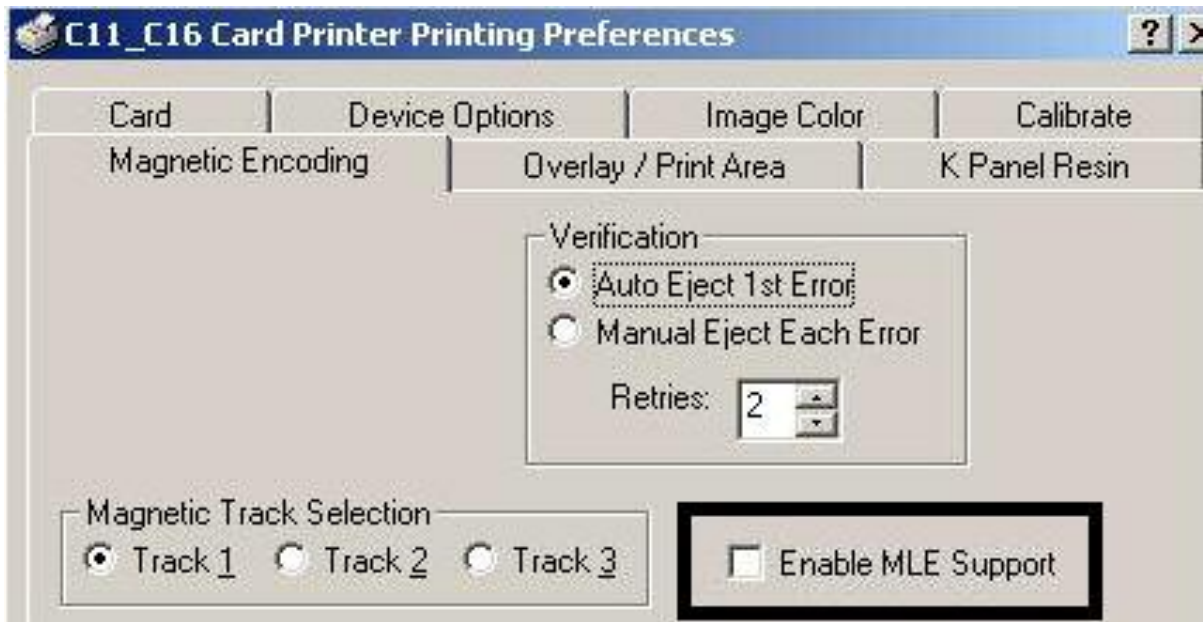 C11_C16 Card Printer Printing Preferences
Card Device Options Image Color Calibrate
Magnetic Encoding Overlay / Print Area K Panel Resin
Verification
Auto Eject 1st Error
Manual Eject Each Error
Retries: 2
Magnetic Track Selection
Track 1 Track 2 Track 3
Enable MLE Support